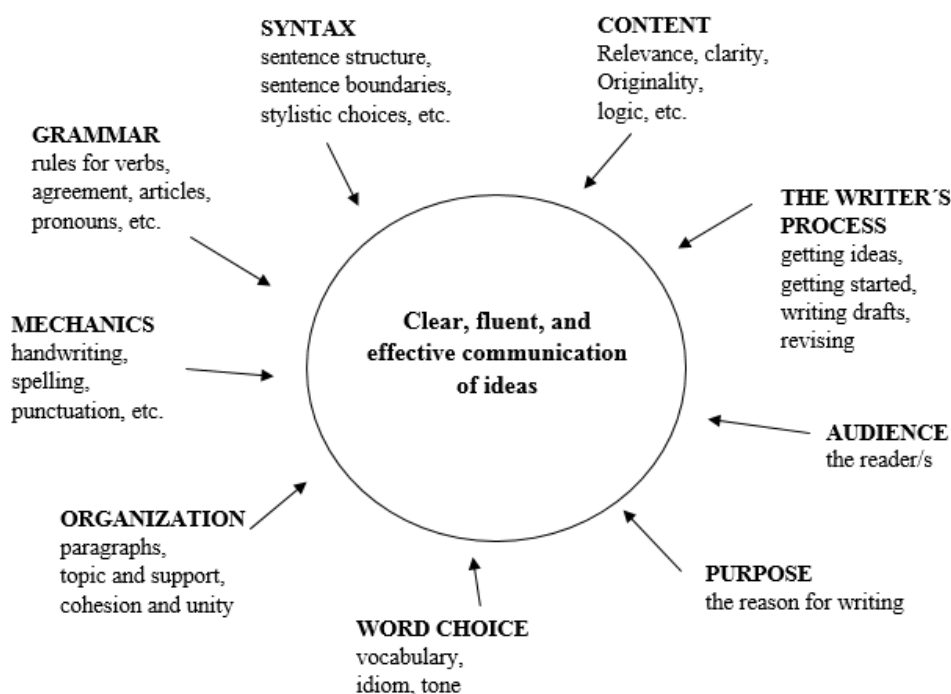 SYNTAX
sentence structure,
sentence boundaries,
stylistic choices, etc.
CONTENT
Relevance, clarity,
Originality,
logic, etc.
GRAMMAR
rules for verbs,
agreement, articles,
pronouns, etc.
THE WRITER´S
PROCESS
getting ideas,
getting started,
writing drafts,
revising
Clear, fluent, and
effective communication
of ideas
MECHANICS
handwriting,
spelling,
punctuation, etc.
AUDIENCE
the reader/s
ORGANIZATION
paragraphs,
topic and support,
cohesion and unity
PURPOSE
the reason for writing
WORD CHOICE
vocabulary,
idiom, tone